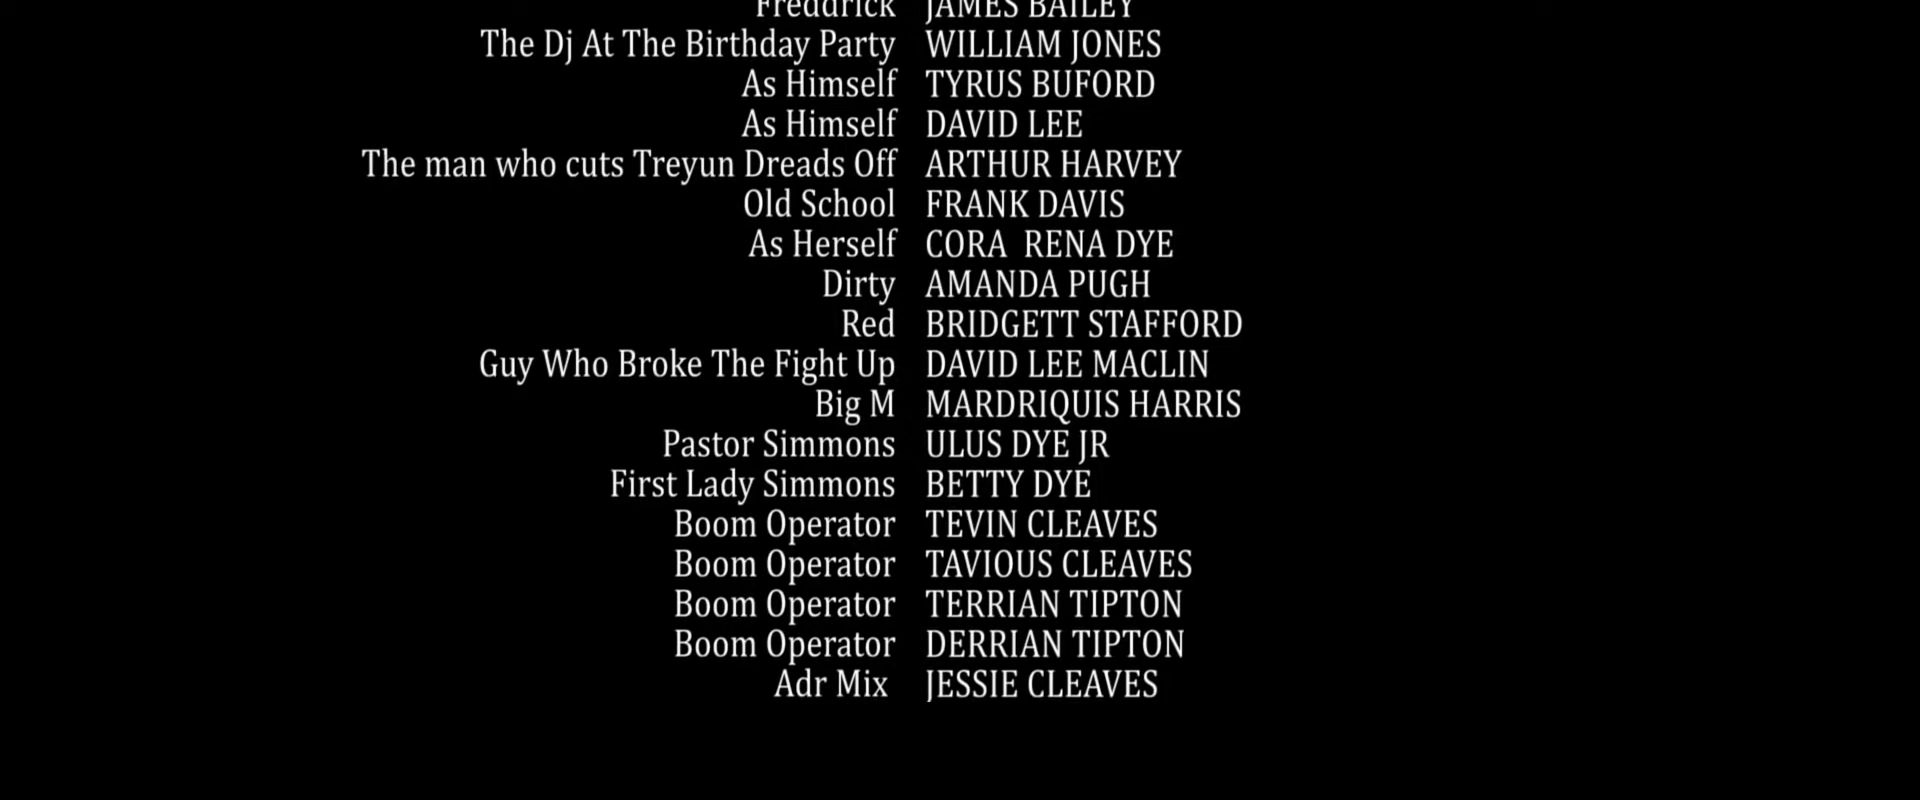 Freddrick JAMES BAILEY
The Dj At The Birthday Party WILLIAM JONES
As Himself TYRUS BUFORD
As Himself DAVID LEE
The man who cuts Treyun Dreads Off ARTHUR HARVEY
Old School FRANK DAVIS
As Herself CORA  RENA DYE
Dirty AMANDA PUGH
Red BRIDGETT STAFFORD
Guy Who Broke The Fight Up DAVID LEE MACLIN
Big M MARDRIQUIS HARRIS
Pastor Simmons ULUS DYE JR
First Lady Simmons BETTY DYE
Boom Operator TEVIN CLEAVES
Boom Operator TAVIOUS CLEAVES
Boom Operator TERRIAN TIPTON
Boom Operator DERRIAN TIPTON
Adr Mix JESSIE CLEAVES